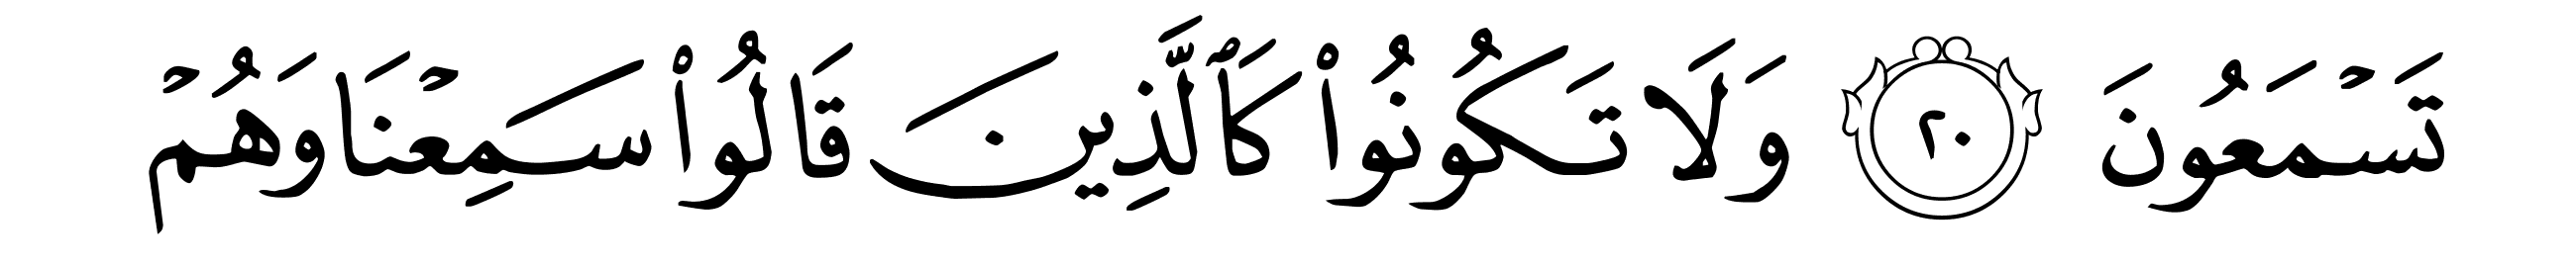 تَسْمَعُونَ ٢٠ وَلَا تَكُونُوا۟ كَٱلَّذِينَ قَالُوا۟ سَمِعْنَا وَهُمْ